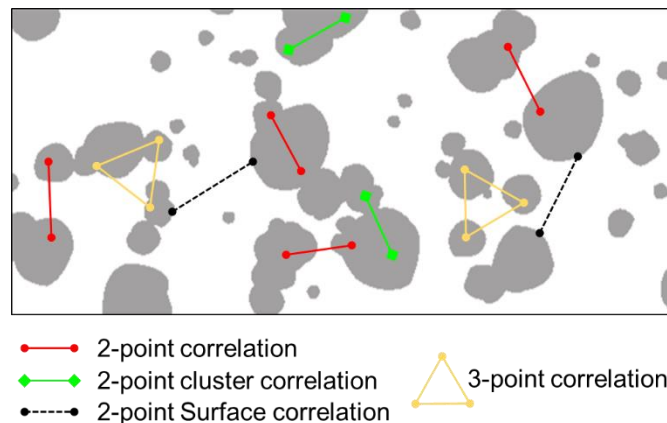 2-point correlation
2-point cluster correlation
2-point Surface correlation
3-point correlation